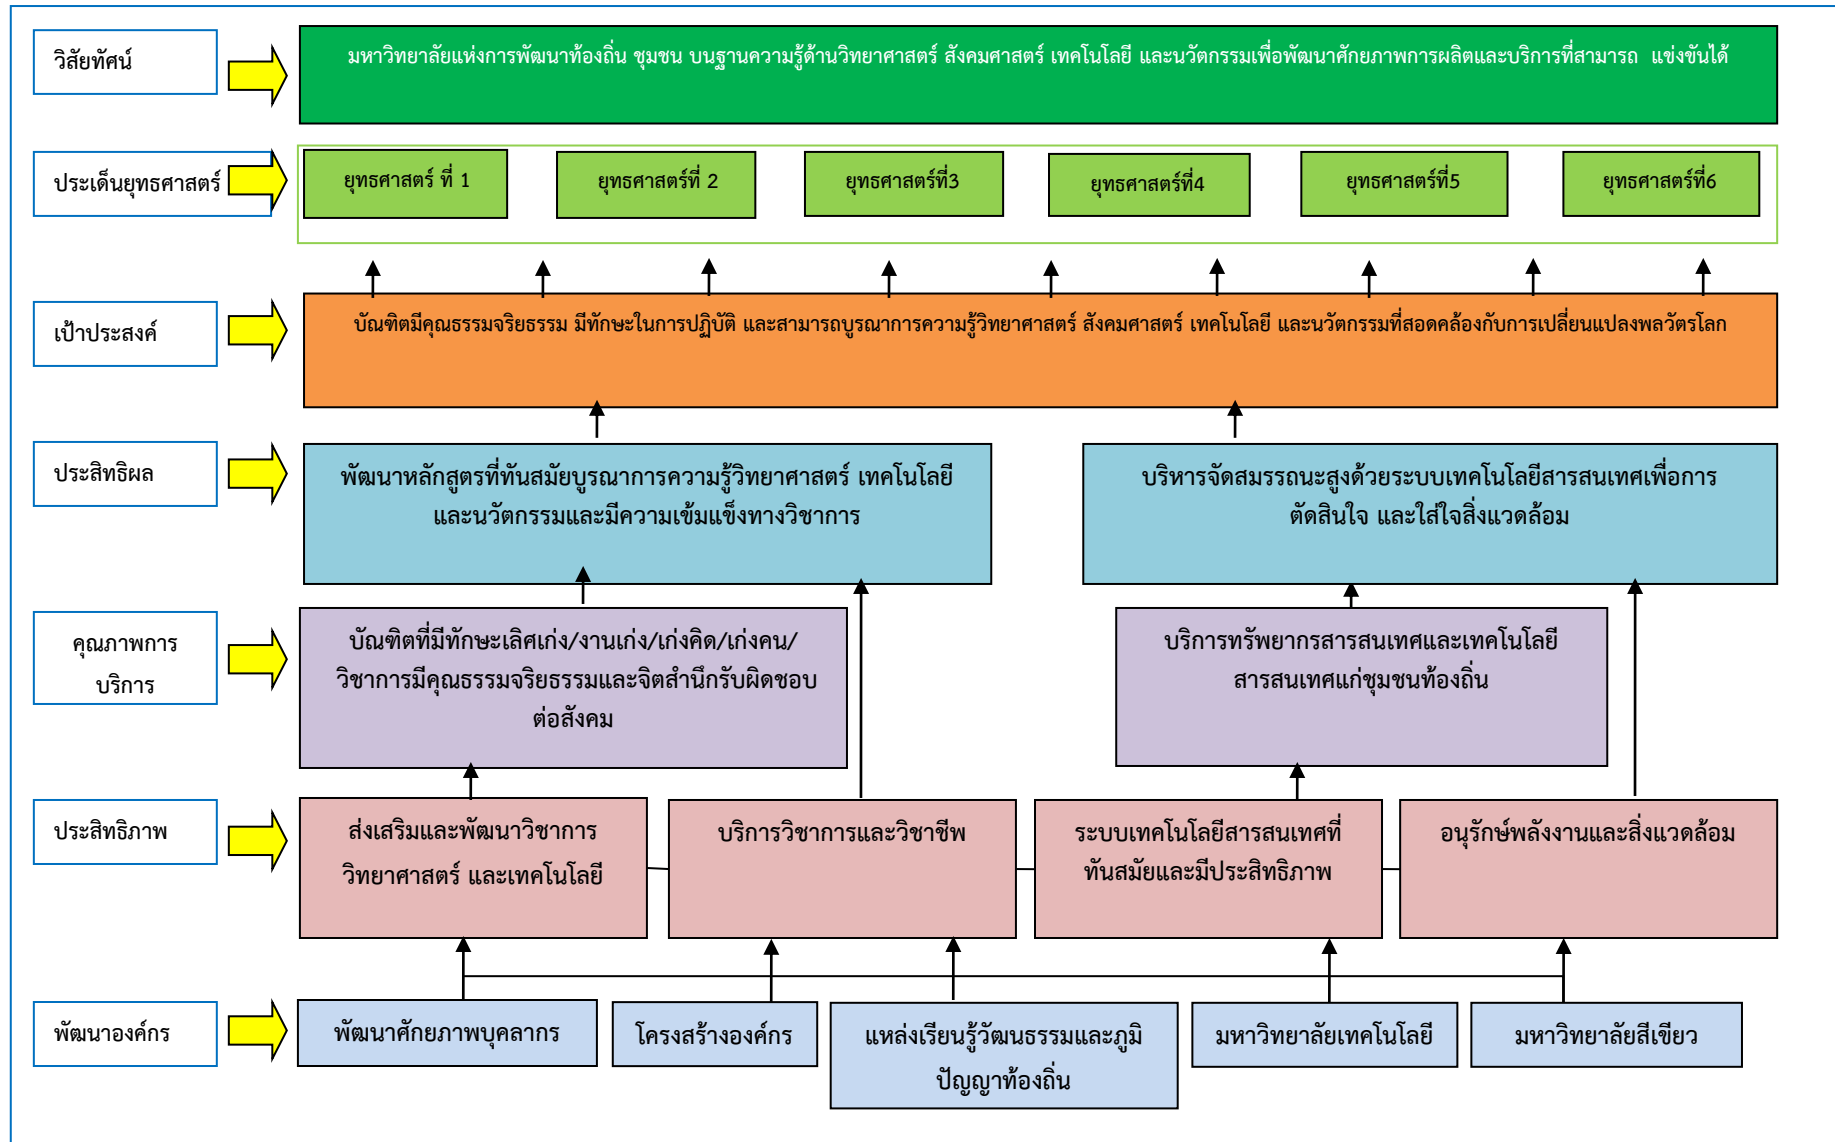 วิสัยทัศน์
มหาวิทยาลัยแห่งการพัฒนาท้องถิ่น ชุมชน บนฐานความรู้ด้านวิทยาศาสตร์ สังคมศาสตร์ เทคโนโลยี และนวัตกรรมเพื่อพัฒนาศักยภาพการผลิตและบริการที่สามารถ แข่งขันได้
ประเด็นยุทธศาสตร์
ยุทธศาสตร์ ที่ 1
ยุทธศาสตร์ที่ 2
ยุทธศาสตร์ที่3
ยุทธศาสตร์ที่4
ยุทธศาสตร์ที่5
ยุทธศาสตร์ที่6
เป้าประสงค์
บัณฑิตมีคุณธรรมจริยธรรม มีทักษะในการปฏิบัติ และสามารถบูรณาการความรู้วิทยาศาสตร์ สังคมศาสตร์ เทคโนโลยี และนวัตกรรมที่สอดคล้องกับการเปลี่ยนแปลงพลวัตรโลก
ประสิทธิผล
พัฒนาหลักสูตรที่ทันสมัยบูรณาการความรู้วิทยาศาสตร์ เทคโนโลยี
และนวัตกรรมและมีความเข้มแข็งทางวิชาการ
บริหารจัดสมรรถนะสูงด้วยระบบเทคโนโลยีสารสนเทศเพื่อการ
ตัดสินใจ และใส่ใจสิ่งแวดล้อม
คุณภาพการ
บริการ
บัณฑิตที่มีทักษะเลิศเก่ง/งานเก่ง/เก่งคิด/เก่งคน/
วิชาการมีคุณธรรมจริยธรรมและจิตสำนึกรับผิดชอบ
ต่อสังคม
บริการทรัพยากรสารสนเทศและเทคโนโลยี
สารสนเทศแก่ชุมชนท้องถิ่น
ประสิทธิภาพ
ส่งเสริมและพัฒนาวิชาการ
วิทยาศาสตร์ และเทคโนโลยี
บริการวิชาการและวิชาชีพ
ระบบเทคโนโลยีสารสนเทศที่
ทันสมัยและมีประสิทธิภาพ
อนุรักษ์พลังงานและสิ่งแวดล้อม
พัฒนาองค์กร
พัฒนาศักยภาพบุคลากร
โครงสร้างองค์กร
แหล่งเรียนรู้วัฒนธรรมและภูมิ
ปัญญาท้องถิ่น
มหาวิทยาลัยเทคโนโลยี
มหาวิทยาลัยสีเขียว